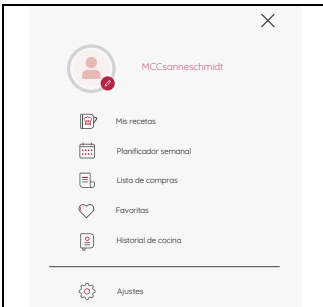 MCCsanneschmidt
Mis recetas
Planificador semanal
Lista de compras
Favoritas
Historial de cocina
Ajustes